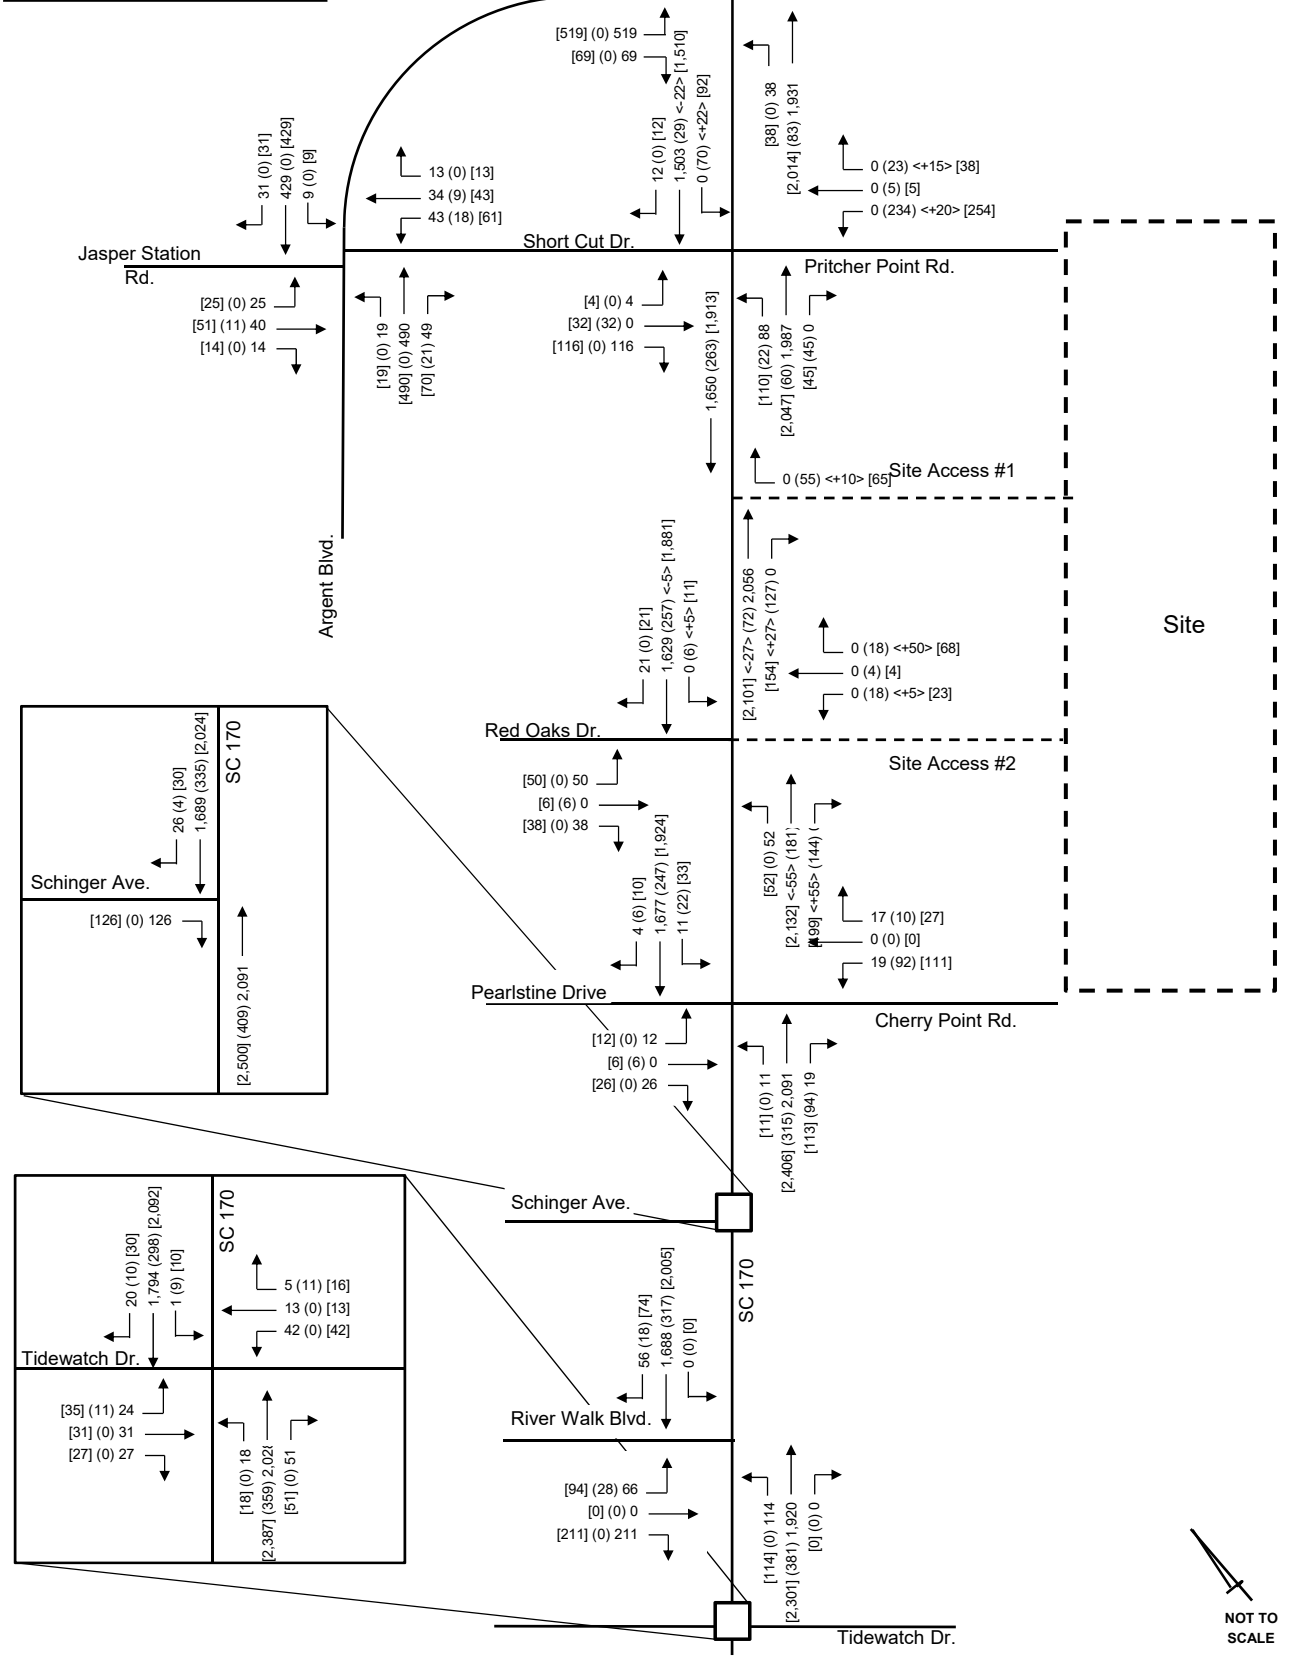 [519] (0) 519
[69] (0) 69
12 (0) [12]
1,503 (29) <-22> [1,510]
0 (70) <+22> [92]
[38] (0) 38
[2,014] (83) 1,931
0 (23) <+15> [38]
0 (5) [5]
0 (234) <+20> [254]
31 (0) [31]
429 (0) [429]
9 (0) [9]
13 (0) [13]
34 (9) [43]
43 (18) [61]
Jasper Station
Rd.
Short Cut Dr.
Pritcher Point Rd.
[25] (0) 25
[51] (11) 40
[14] (0) 14
[19] (0) 19
[490] (0) 490
[70] (21) 49
[4] (0) 4
[32] (32) 0
[116] (0) 116
1,650 (263) [1,913]
[110] (22) 88
[2,047] (60) 1,987
[45] (45) 0
Argent Blvd.
0 (55) <+10> [65]
Site Access #1
21 (0) [21]
1,629 (257) <-5> [1,881]
0 (6) <+5> [11]
[2,101] <-27> (72) 2,056
[154] <+27> (127) 0
0 (18) <+50> [68]
0 (4) [4]
0 (18) <+5> [23]
Site
Red Oaks Dr.
Site Access #2
[50] (0) 50
[6] (6) 0
[38] (0) 38
[52] (0) 52
[2,132] <-55> (181)
<+55> (144)
4 (6) [10]
1,677 (247) [1,924]
11 (22) [33]
17 (10) [27]
0 (0) [0]
19 (92) [111]
Pearlstine Drive
Cherry Point Rd.
[12] (0) 12
[6] (6) 0
[26] (0) 26
[11] (0) 11
[2,406] (315) 2,091
[113] (94) 19
26 (4) [30]
1,689 (335) [2,024]
SC 170
Schinger Ave.
[126] (0) 126
[2,500] (409) 2,091
Schinger Ave.
SC 170
20 (10) [30]
1,794 (298) [2,092]
1 (9) [10]
SC 170
5 (11) [16]
13 (0) [13]
42 (0) [42]
Tidewatch Dr.
[35] (11) 24
[31] (0) 31
[27] (0) 27
[18] (0) 18
[2,387] (359)
[51] (0) 51
56 (18) [74]
1,688 (317) [2,005]
0 (0) [0]
River Walk Blvd.
[94] (28) 66
[0] (0) 0
[211] (0) 211
[114] (0) 114
[2,301] (381) 1,920
[0] (0) 0
Tidewatch Dr.
NOT TO
SCALE